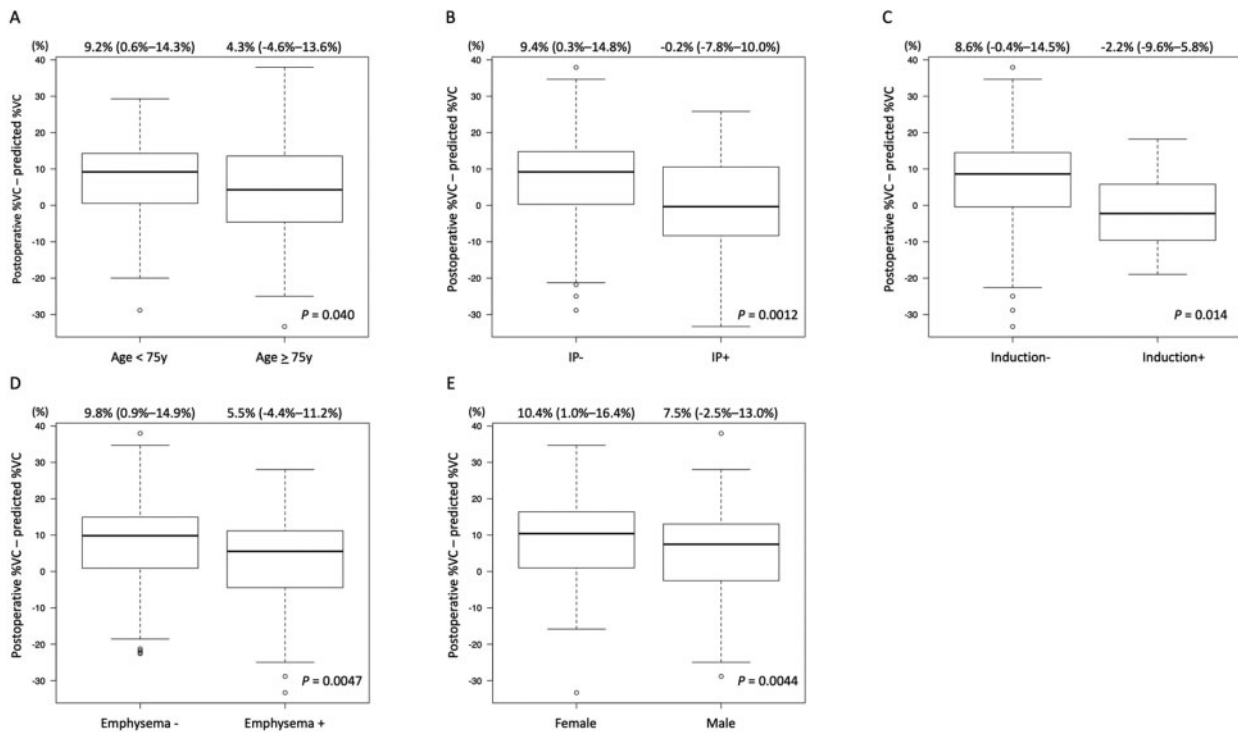 A
9.2% (0.6%–14.3%) 4.3% (-4.6%–13.6%)
(%)
Postoperative %VC – predicted %VC
40
30
20
10
0
-10
-20
-30
P = 0.040
Age < 75y Age ≥ 75y
B
9.4% (0.3%–14.8%) -0.2% (-7.8%–10.0%)
(%)
Postoperative %VC – predicted %VC
40
30
20
10
0
-10
-20
-30
P = 0.0012
IP- IP+
C
8.6% (-0.4%–14.5%) -2.2% (-9.6%–5.8%)
(%)
Postoperative %VC – predicted %VC
40
30
20
10
0
-10
-20
-30
P = 0.014
Induction- Induction+
D
9.8% (0.9%–14.9%) 5.5% (-4.4%–11.2%)
(%)
Postoperative %VC – predicted %VC
40
30
20
10
0
-10
-20
-30
P = 0.0047
Emphysema - Emphysema +
E
10.4% (1.0%–16.4%) 7.5% (-2.5%–13.0%)
(%)
Postoperative %VC – predicted %VC
40
30
20
10
0
-10
-20
-30
P = 0.0044
Female Male